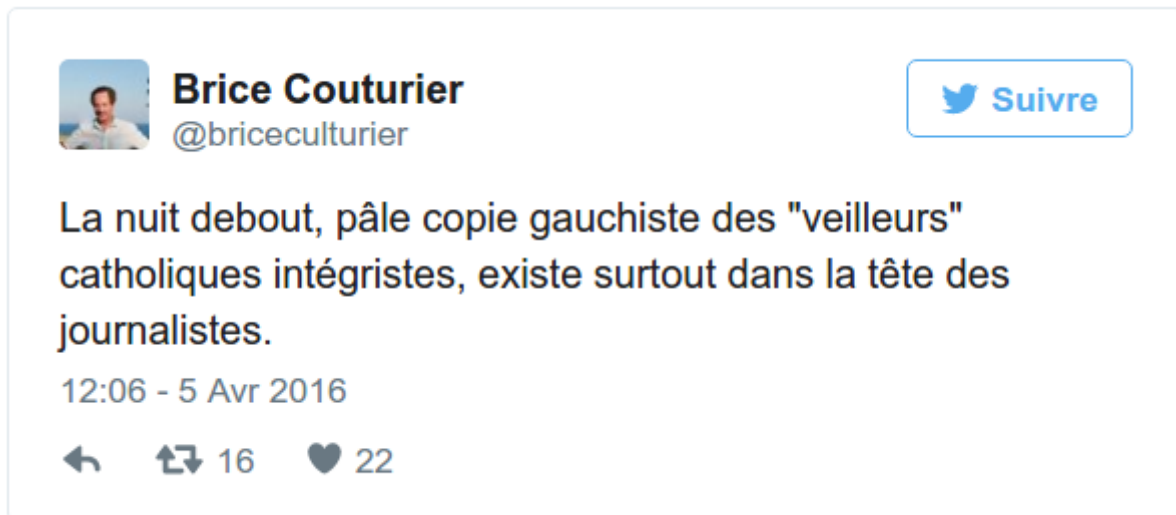 Brice Couturier
@briceculturier
Suivre
La nuit debout, pâle copie gauchiste des "veilleurs"
catholiques intégristes, existe surtout dans la tête des
journalistes.
12:06 - 5 Avr 2016
16 22